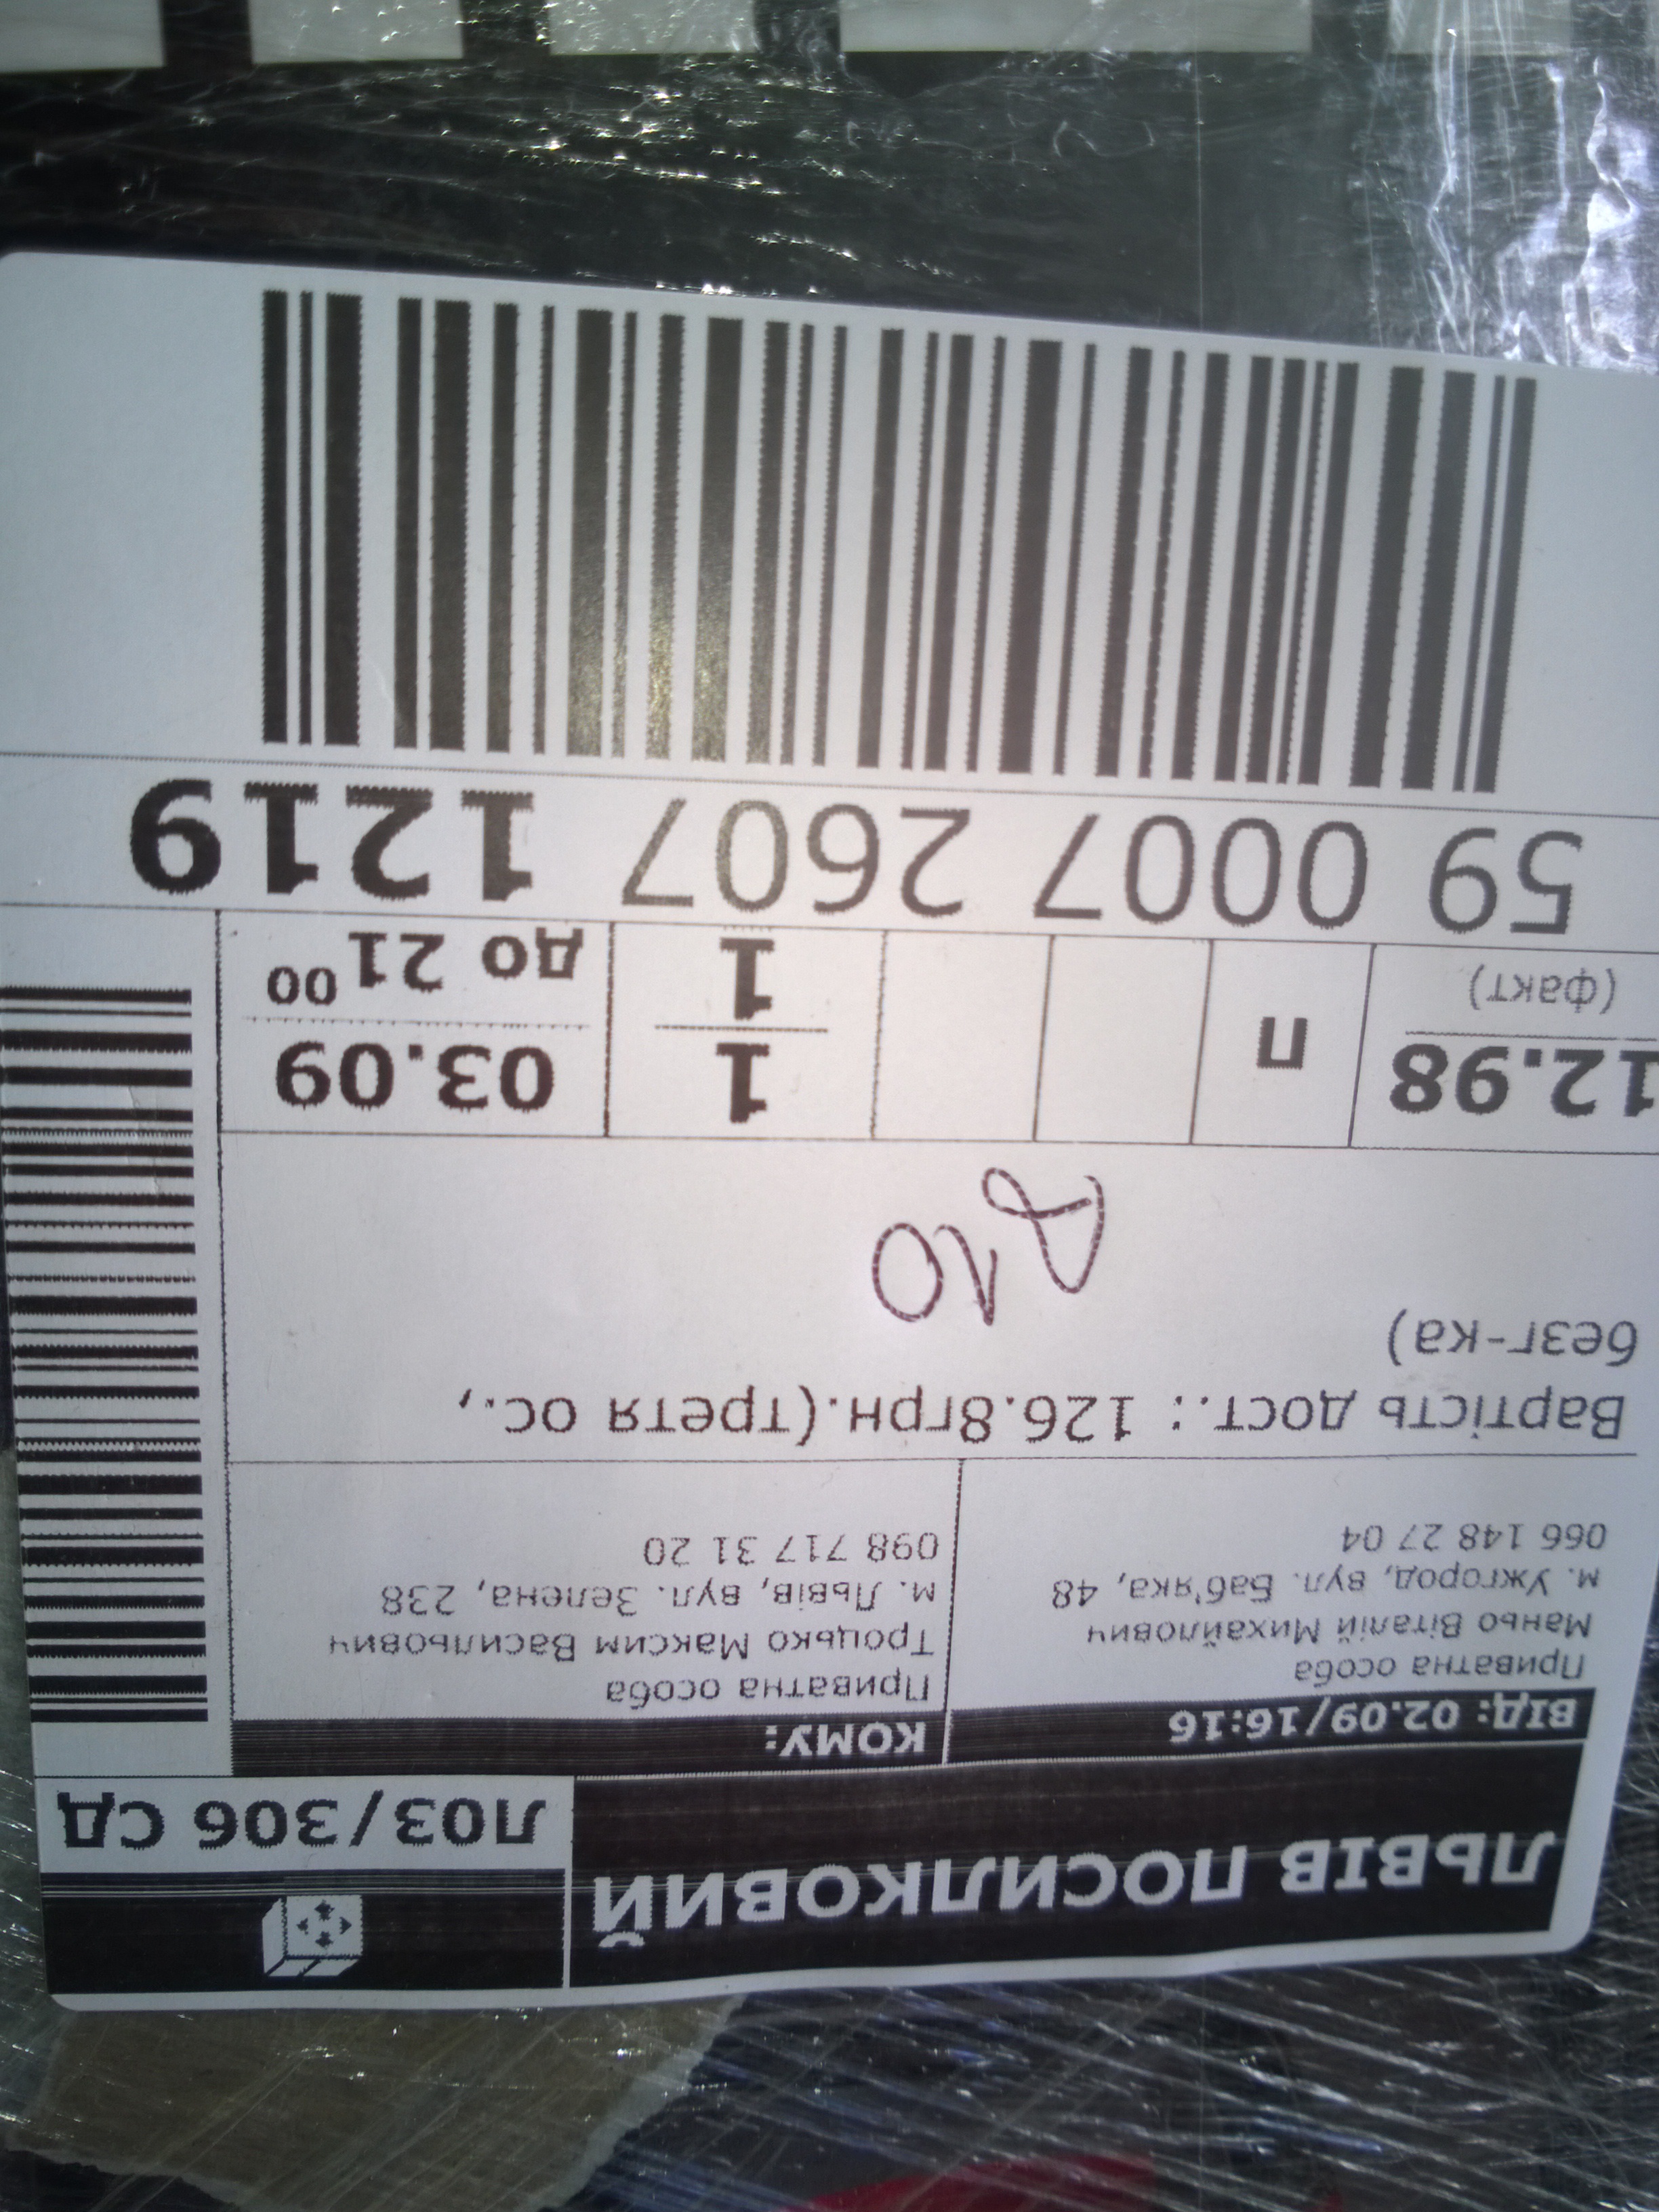 ЛЬВІВ ПОСИЛКОВИЙ
Л03/306 СД
ВІД: 02.09/16:16
Приватна особа
Маньо Віталій Михайлович
м. Ужгород, вул. Баб'яка, 48
066 148 27 04
КОМУ:
Приватна особа
Троцько Максим Васильович
м. Львів, вул. Зелена, 238
098 717 31 20
Вартість дост.: 126.8грн.(третя ос.,
безг-ка)
Д10
12.98
(факт)
П
1
1
03.09
до 21 00
59 0007 2607 1219